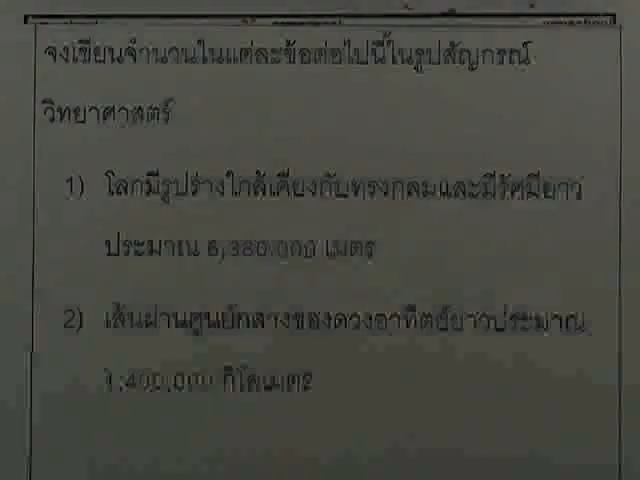 จงเขียนจำนวนในแต่ละข้อต่อไปนี้ในรูปสัญกรณ์
วิทยาศาสตร์
1) โลกมีรูปร่างใกล้เคียงกับทรงกลมและมีรัศมียาว
ประมาณ 6,380,000 เมตร
2) เส้นผ่านศูนย์กลางของดวงอาทิตย์ยาวประมาณ
1,400,000 กิโลเมตร